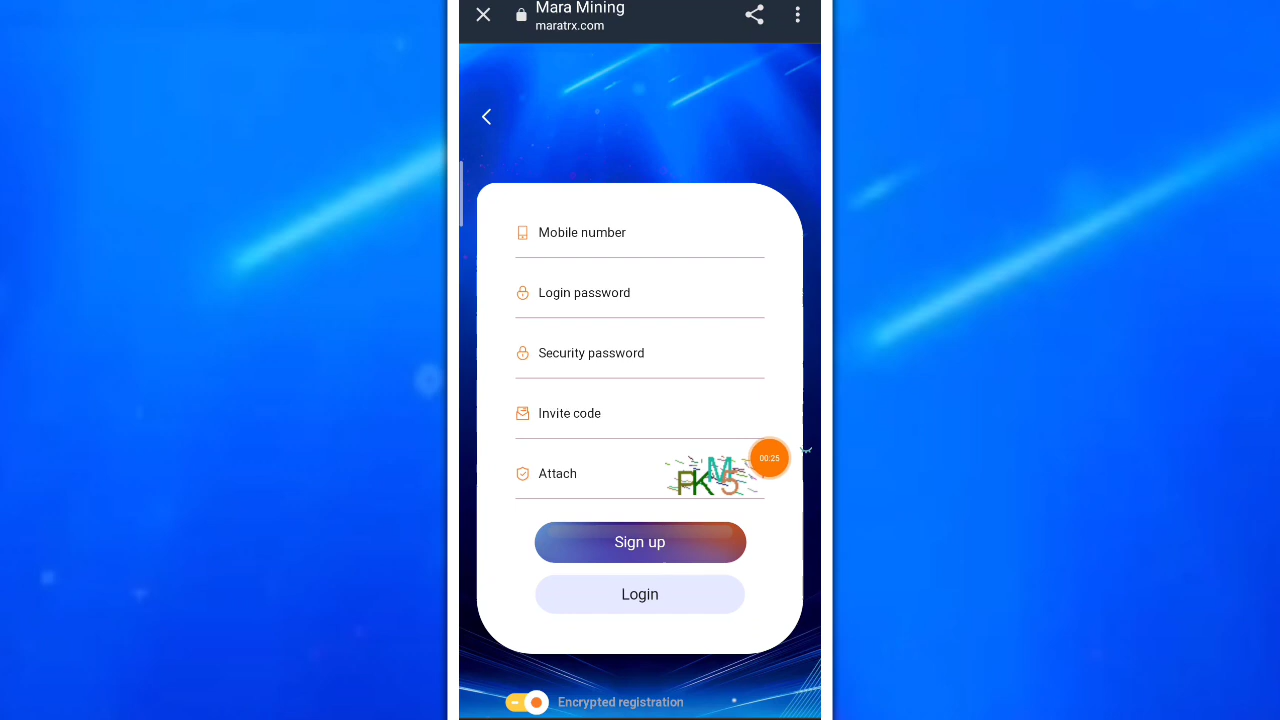 Mara Mining
maratrx.com
Mobile number
Login password
Security password
Invite code
Attach
PKM5
00:25
Sign up
Login
Encrypted registration